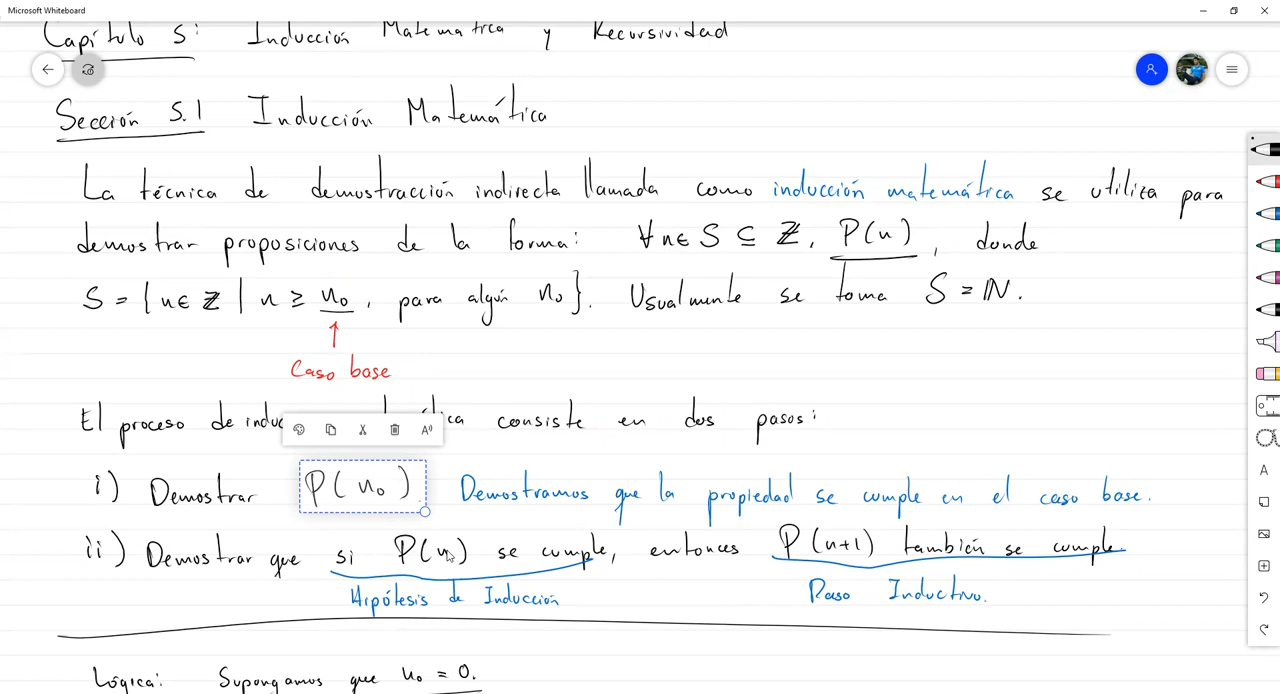 Microsoft Whiteboard
Capítulo 5: Inducción Matemática y Recursividad
Sección 5.1 Inducción Matemática
La técnica de demostracción indirecta llamada como inducción matemática se utiliza para
demostrar proposiciones de la forma: ∀n∈S ⊆ ℤ, P(n), donde
S = {n∈ℤ | n ≥ n₀, para algún n₀}. Usualmente se toma S = ℕ.
↑
Caso base
El proceso de induc ática consiste en dos pasos:
i) Demostrar P(n₀) Demostramos que la propiedad se cumple en el caso base.
ii) Demostrar que si P(n) se cumple, entonces P(n+1) también se cumple.
Hipótesis de Inducción Paso Inductivo.
Lógica: Supongamos que n₀ = 0.